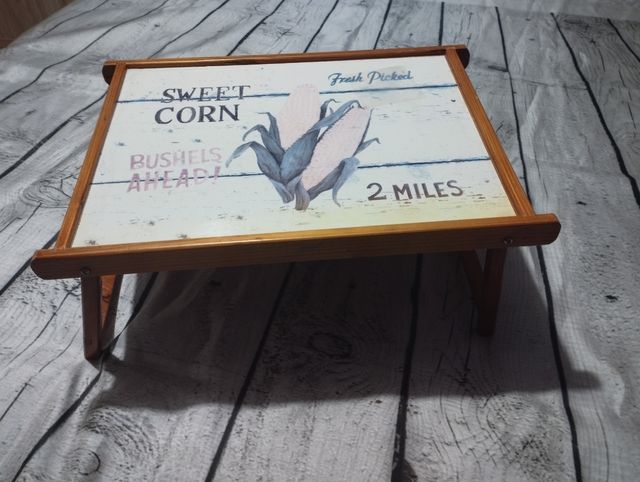 Fresh Picked
SWEET
CORN
BUSHELS
AHEAD!
2 MILES